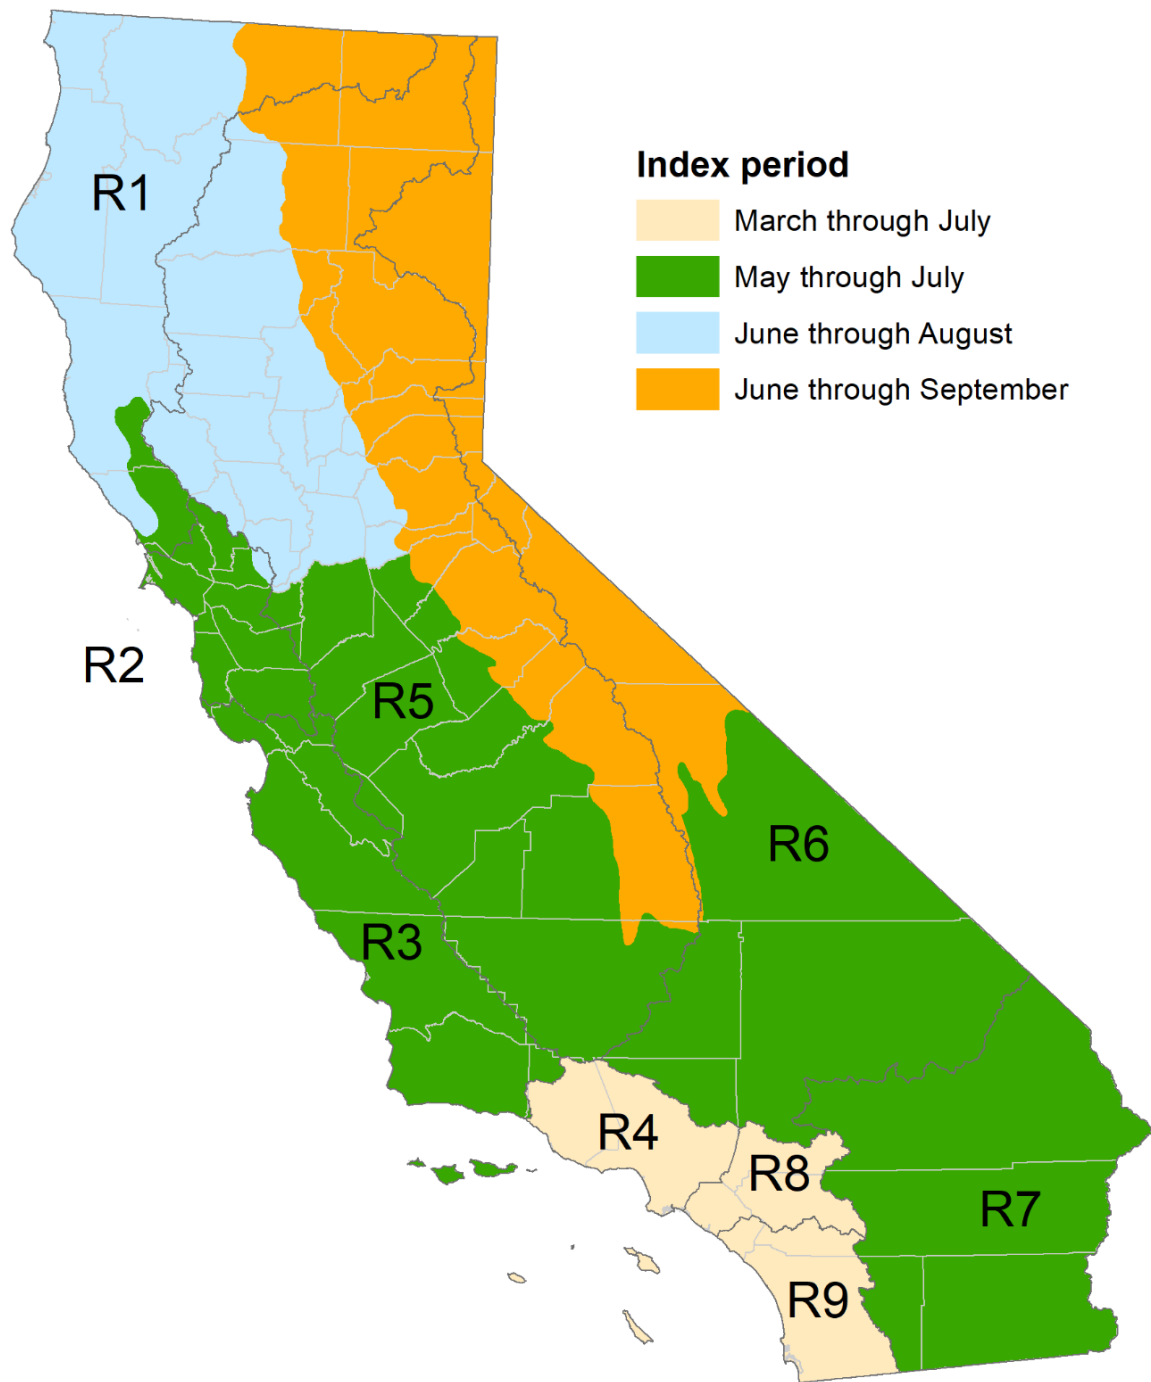 Index period
March through July
May through July
June through August
June through September
R1
R2
R5
R6
R3
R4
R8
R7
R9